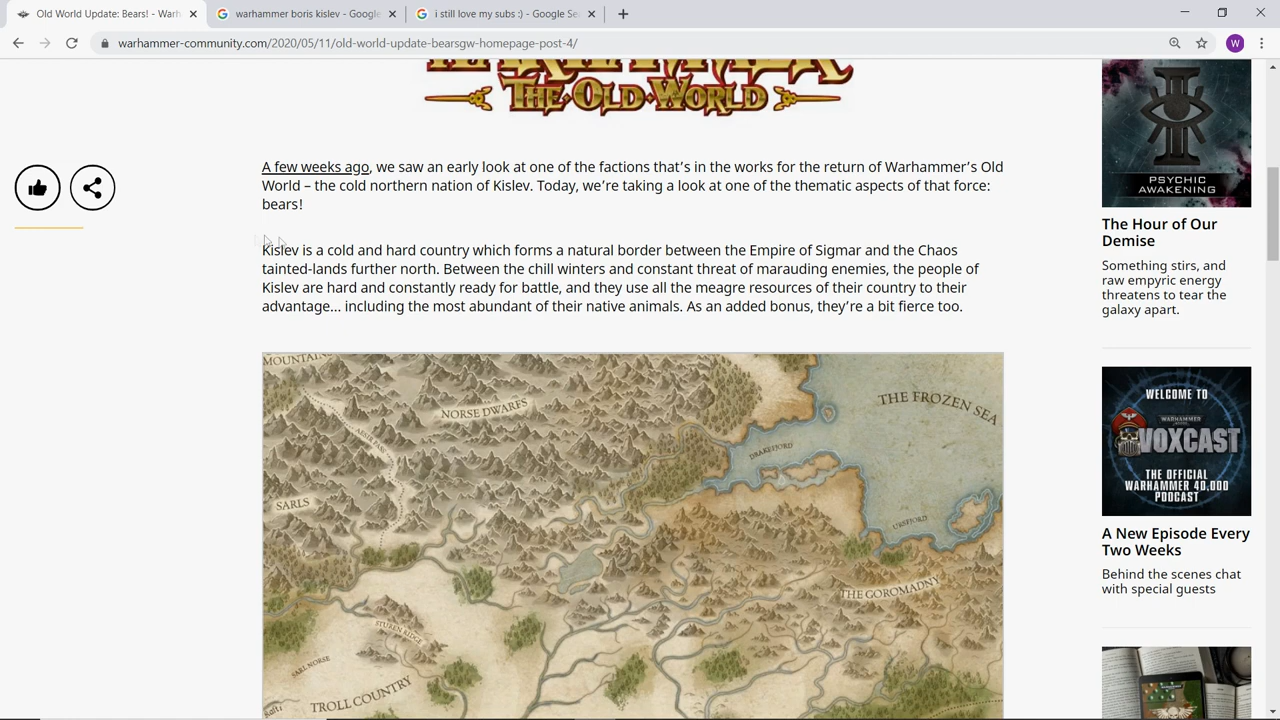 Old World Update: Bears! - Warh
warhammer boris kislev - Google
i still love my subs :) - Google Se
warhammer-community.com/2020/05/11/old-world-update-bearsgw-homepage-post-4/
W
THE OLD WORLD
A few weeks ago, we saw an early look at one of the factions that's in the works for the return of Warhammer's Old
World – the cold northern nation of Kislev. Today, we're taking a look at one of the thematic aspects of that force:
bears!
Kislev is a cold and hard country which forms a natural border between the Empire of Sigmar and the Chaos
tainted-lands further north. Between the chill winters and constant threat of marauding enemies, the people of
Kislev are hard and constantly ready for battle, and they use all the meagre resources of their country to their
advantage… including the most abundant of their native animals. As an added bonus, they're a bit fierce too.
MOUNTAIN
NORSE DWARFS
THE FROZEN SEA
DRAKEFJORD
SARLS
URSFJORD
THE GOROMADNY
SARL NORSE
TROLL COUNTRY
PSYCHIC
AWAKENING
The Hour of Our
Demise
Something stirs, and
raw empyric energy
threatens to tear the
galaxy apart.
WELCOME TO
WARHAMMER
40,000
VOXCAST
THE OFFICIAL
WARHAMMER 40,000
PODCAST
A New Episode Every
Two Weeks
Behind the scenes chat
with special guests